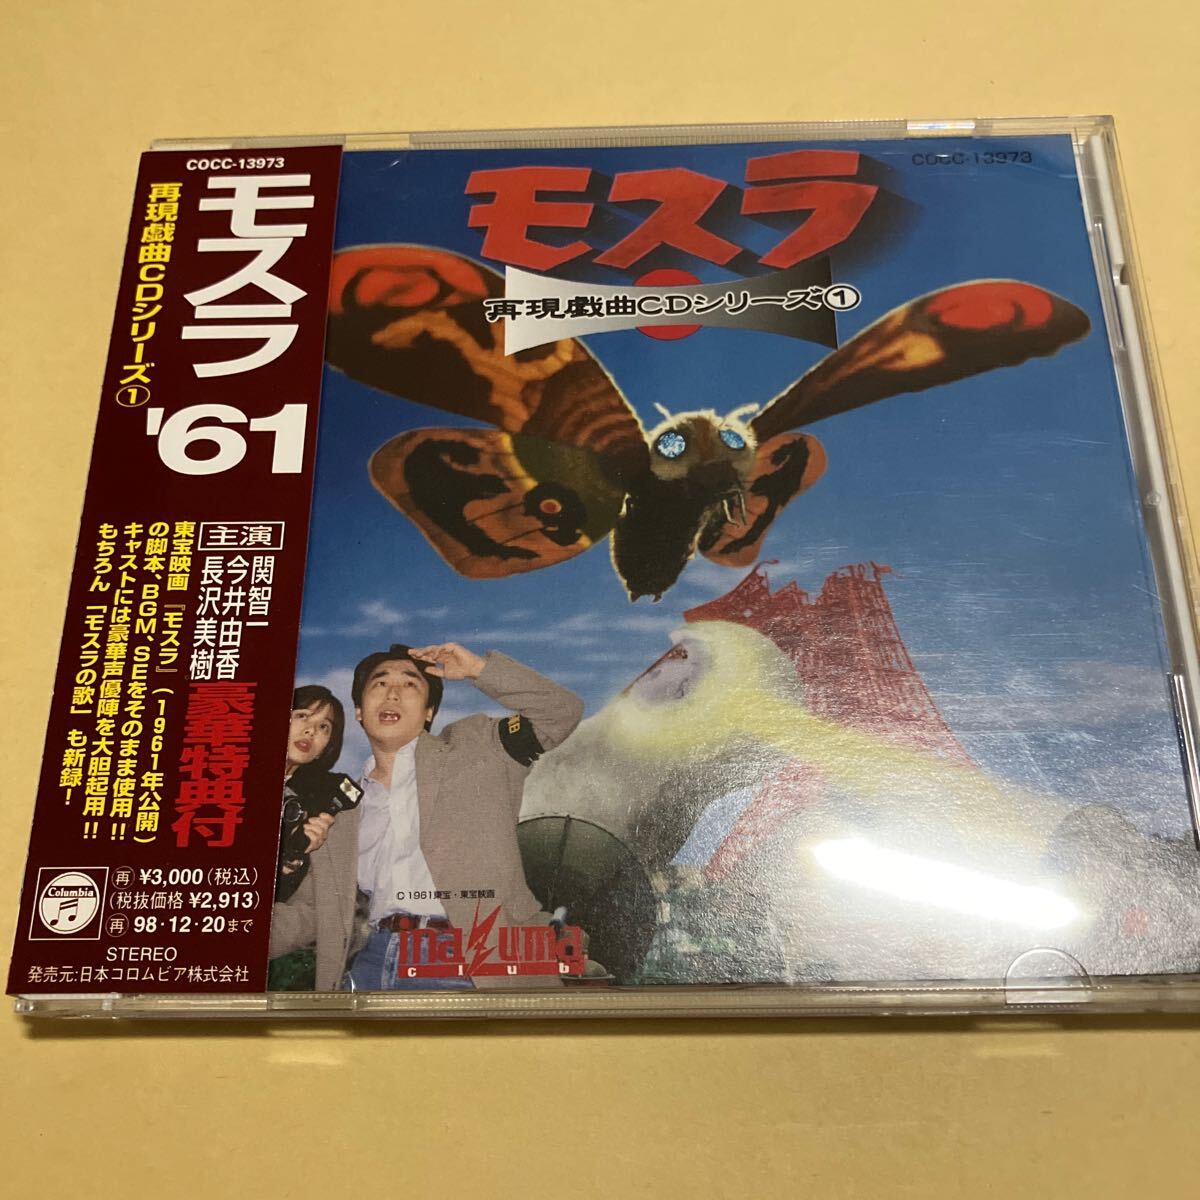 COCC-13973
モスラ '61
再現戯曲CDシリーズ①
主演
関智一
今井由香
長沢美樹
豪華特典付
東宝映画『モスラ』(1961年公開)
の脚本、BGM、SEをそのまま使用!!
キャストには豪華声優陣を大胆起用!!
もちろん「モスラの歌」も新録!
Columbia
再 ¥3,000(税込)
(税抜価格 ¥2,913)
再 98・12・20まで
STEREO
発売元:日本コロムビア株式会社
COCC-13973
モスラ
再現戯曲CDシリーズ①
©1961東宝・東宝映画
inazuma
club